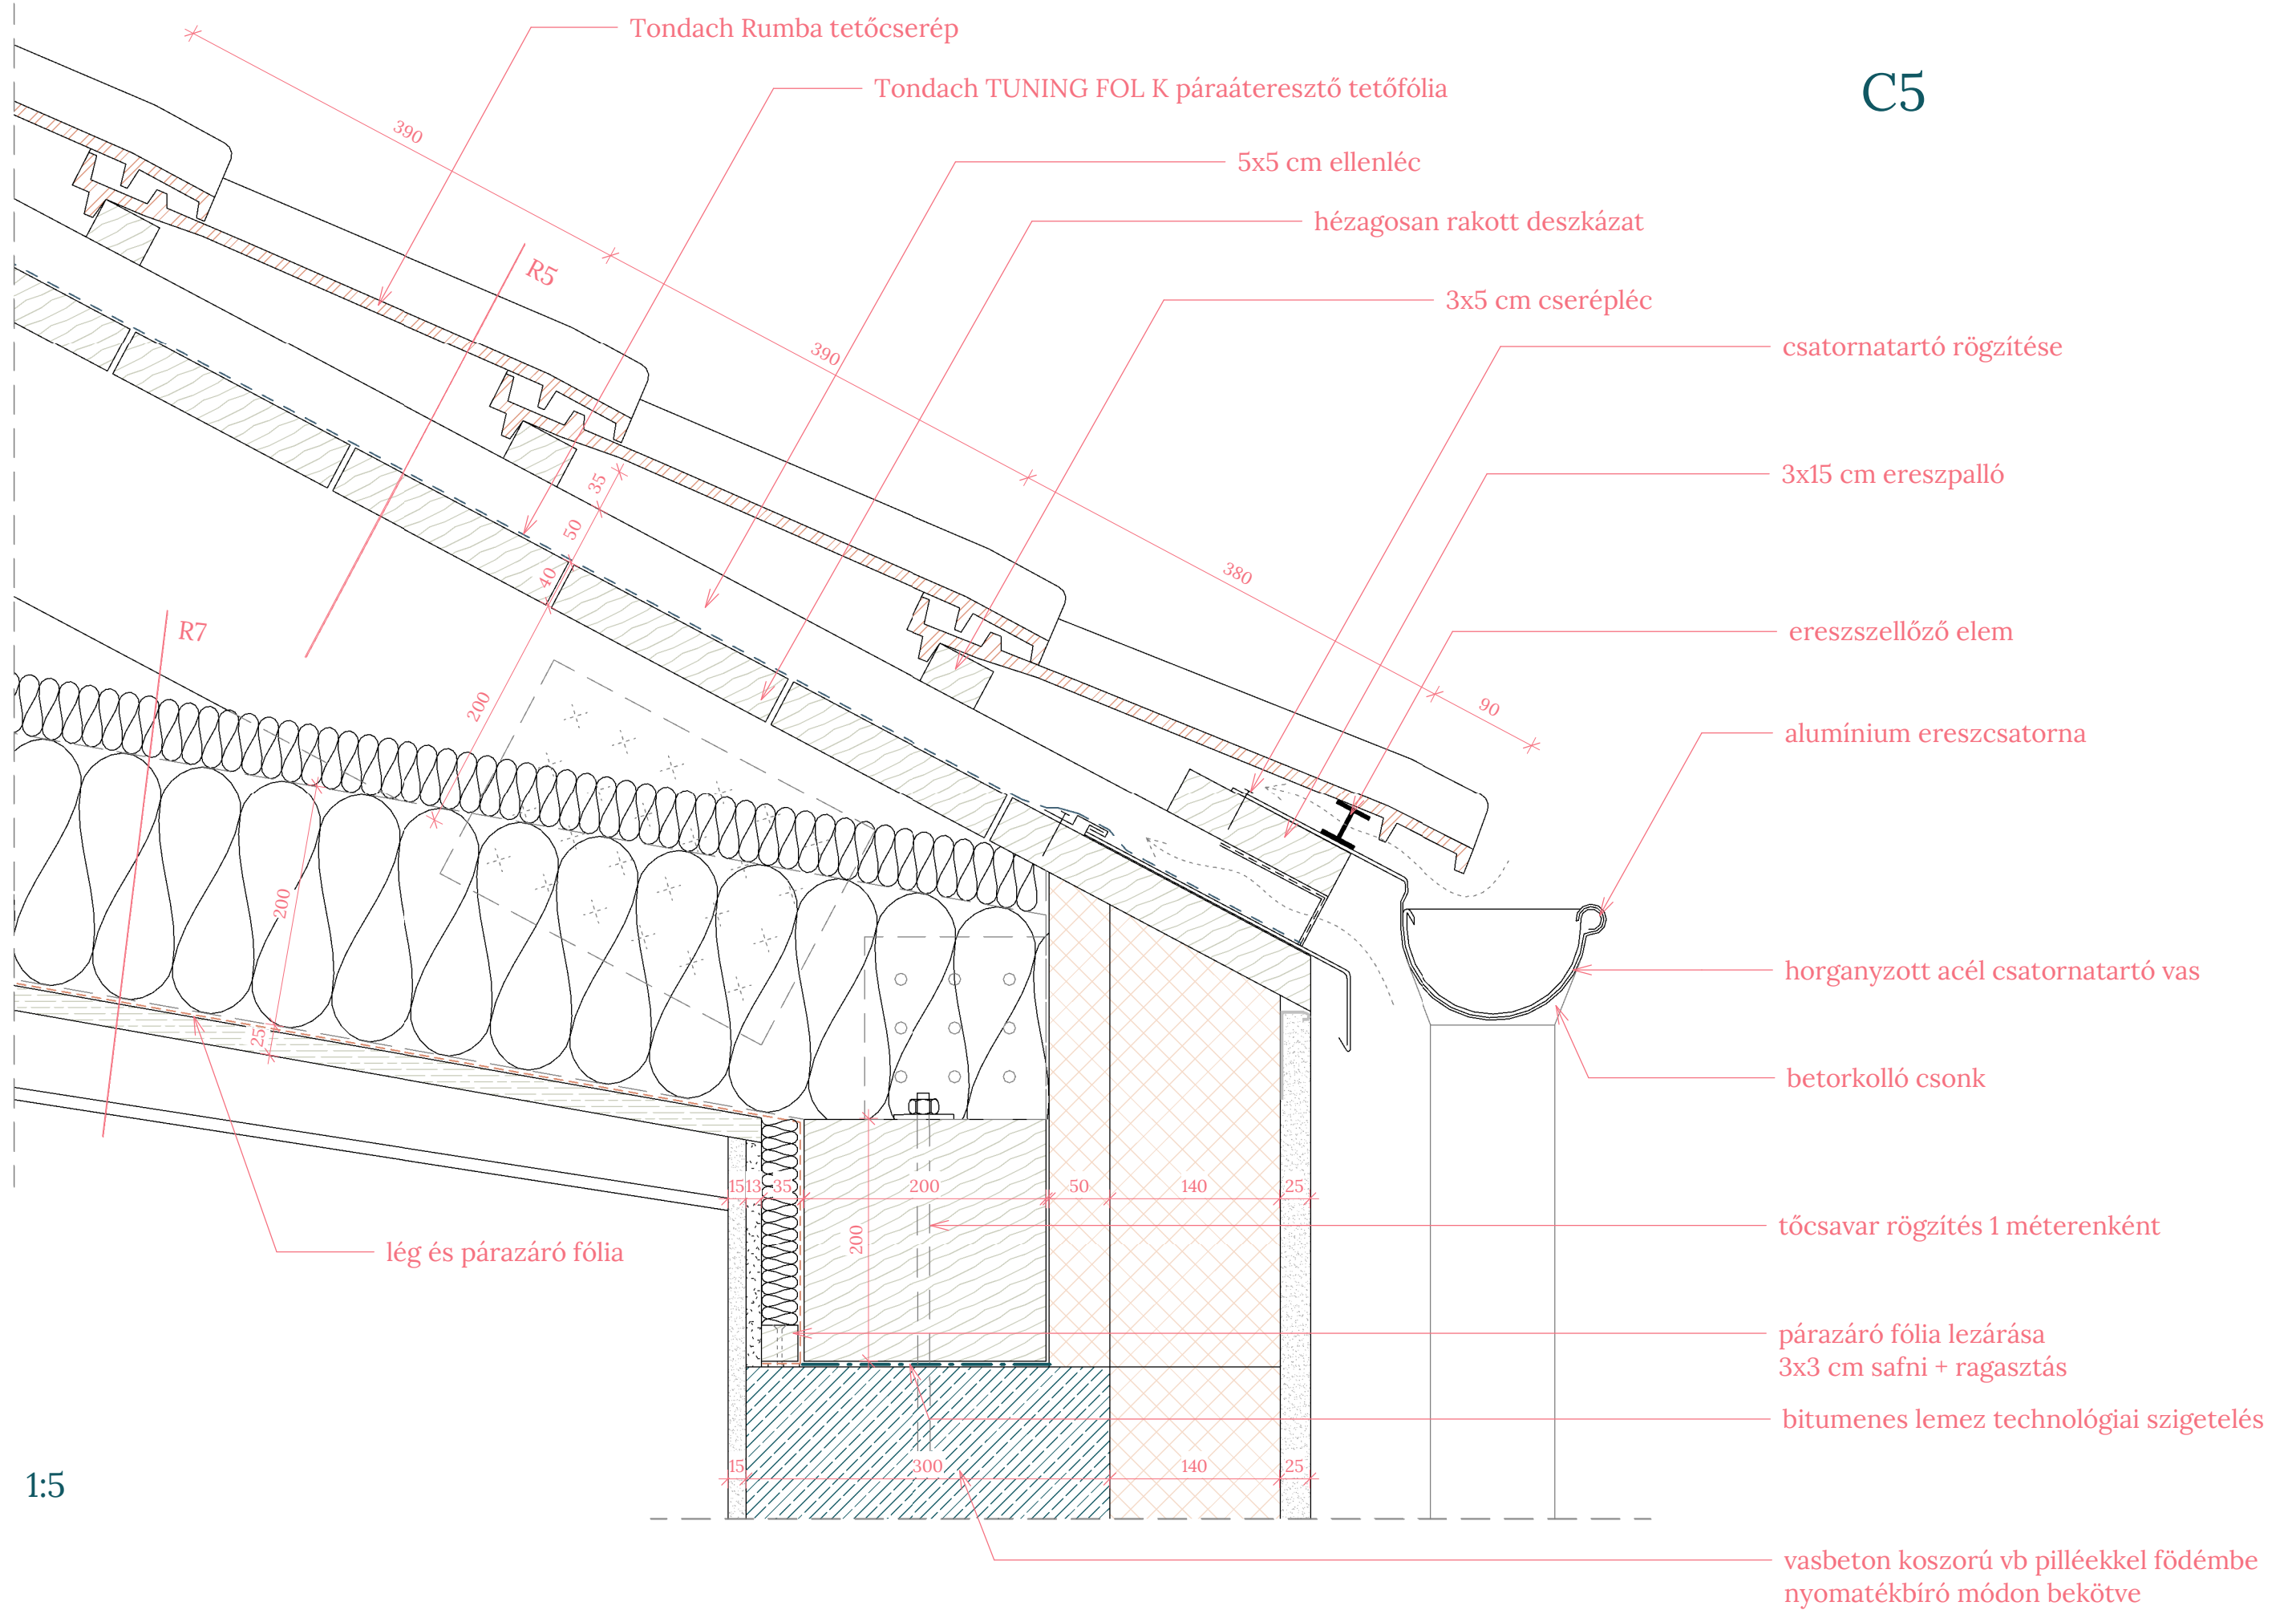 Tondach Rumba tetőcserép
C5
Tondach TUNING FOL K páraáteresztő tetőfólia
390
5x5 cm ellenléc
hézagosan rakott deszkázat
R5
3x5 cm cserépléc
390
csatornatartó rögzítése
35
3x15 cm ereszpalló
50
40
380
R7
ereszszellőző elem
200
90
alumínium ereszcsatorna
200
horganyzott acél csatornatartó vas
25
betorkolló csonk
15
13
35
200
50
140
25
200
tőcsavar rögzítés 1 méterenként
lég és párazáró fólia
párazáró fólia lezárása
3x3 cm safni + ragasztás
bitumenes lemez technológiai szigetelés
15
300
140
25
1:5
vasbeton koszorú vb pilléekkel födémbe
nyomatékbíró módon bekötve